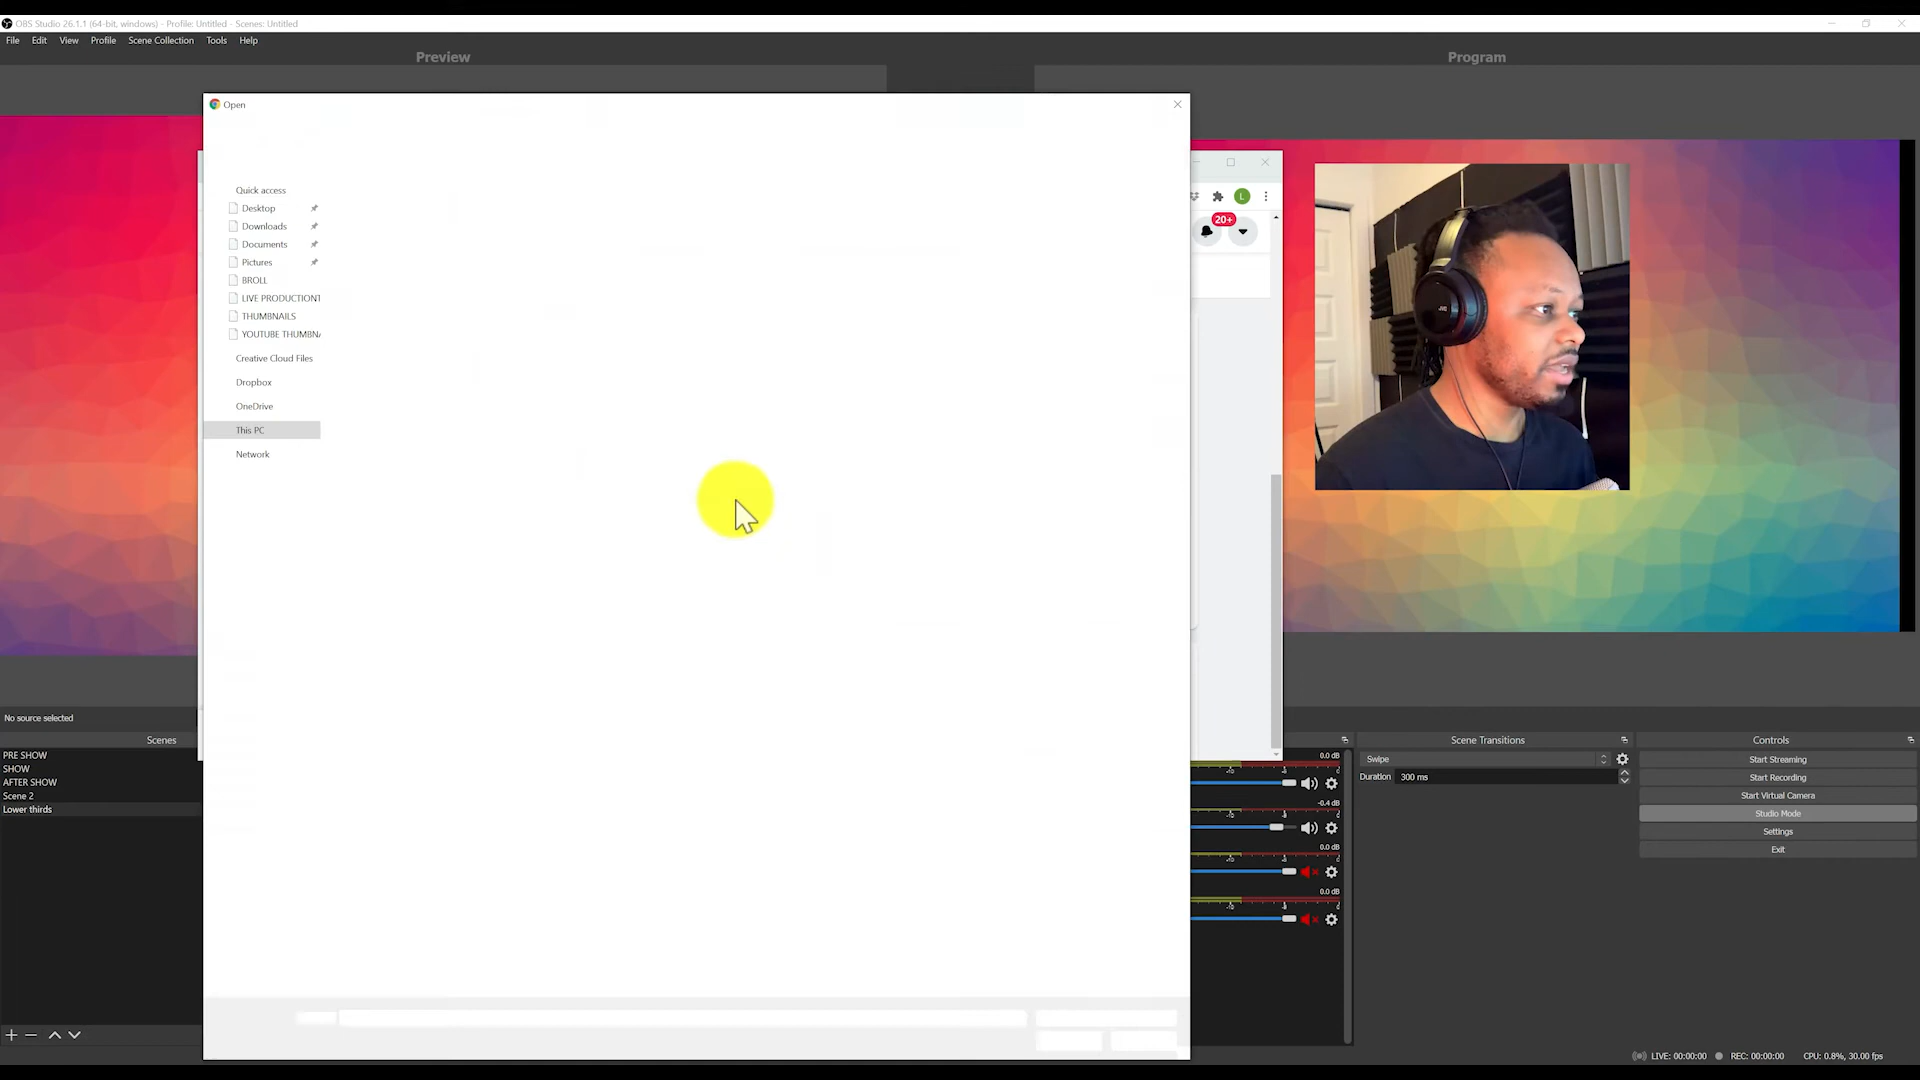 OBS Studio 26.1.1 (64-bit, windows) - Profile: Untitled - Scenes: Untitled
File Edit View Profile Scene Collection Tools Help
Preview
Program
Open
Quick access
Desktop
Downloads
Documents
Pictures
BROLL
LIVE PRODUCTION
THUMBNAILS
YOUTUBE THUMBN
Creative Cloud Files
Dropbox
OneDrive
This PC
Network
L
20+
JVC
No source selected
Scenes
PRE SHOW
SHOW
AFTER SHOW
Scene 2
Lower thirds
0.0 dB
-0.4 dB
0.0 dB
0.0 dB
Scene Transitions
Swipe
Duration 300 ms
Controls
Start Streaming
Start Recording
Start Virtual Camera
Studio Mode
Settings
Exit
LIVE: 00:00:00 REC: 00:00:00 CPU: 0.8%, 30.00 fps